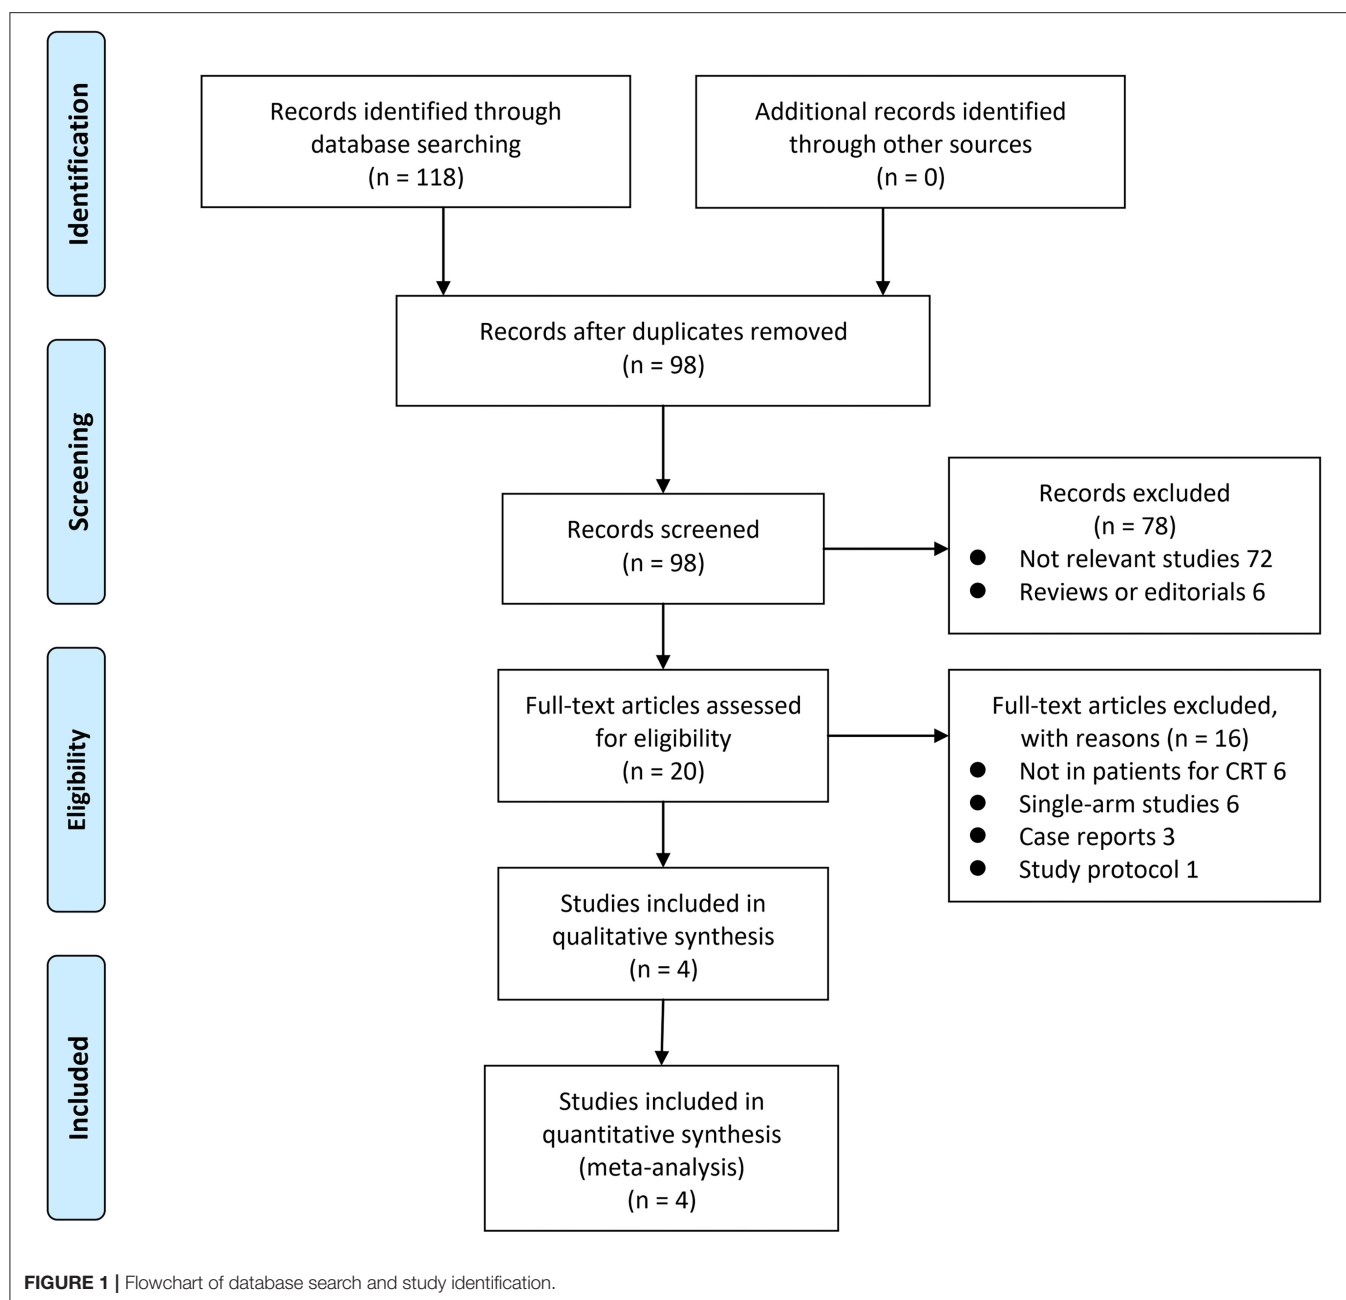 Identification
Records identified through
database searching
(n = 118)
Additional records identified
through other sources
(n = 0)
Records after duplicates removed
(n = 98)
Screening
Records screened
(n = 98)
Records excluded
(n = 78)
● Not relevant studies 72
● Reviews or editorials 6
Eligibility
Full-text articles assessed
for eligibility
(n = 20)
Full-text articles excluded,
with reasons (n = 16)
● Not in patients for CRT 6
● Single-arm studies 6
● Case reports 3
● Study protocol 1
Studies included in
qualitative synthesis
(n = 4)
Included
Studies included in
quantitative synthesis
(meta-analysis)
(n = 4)
FIGURE 1 | Flowchart of database search and study identification.